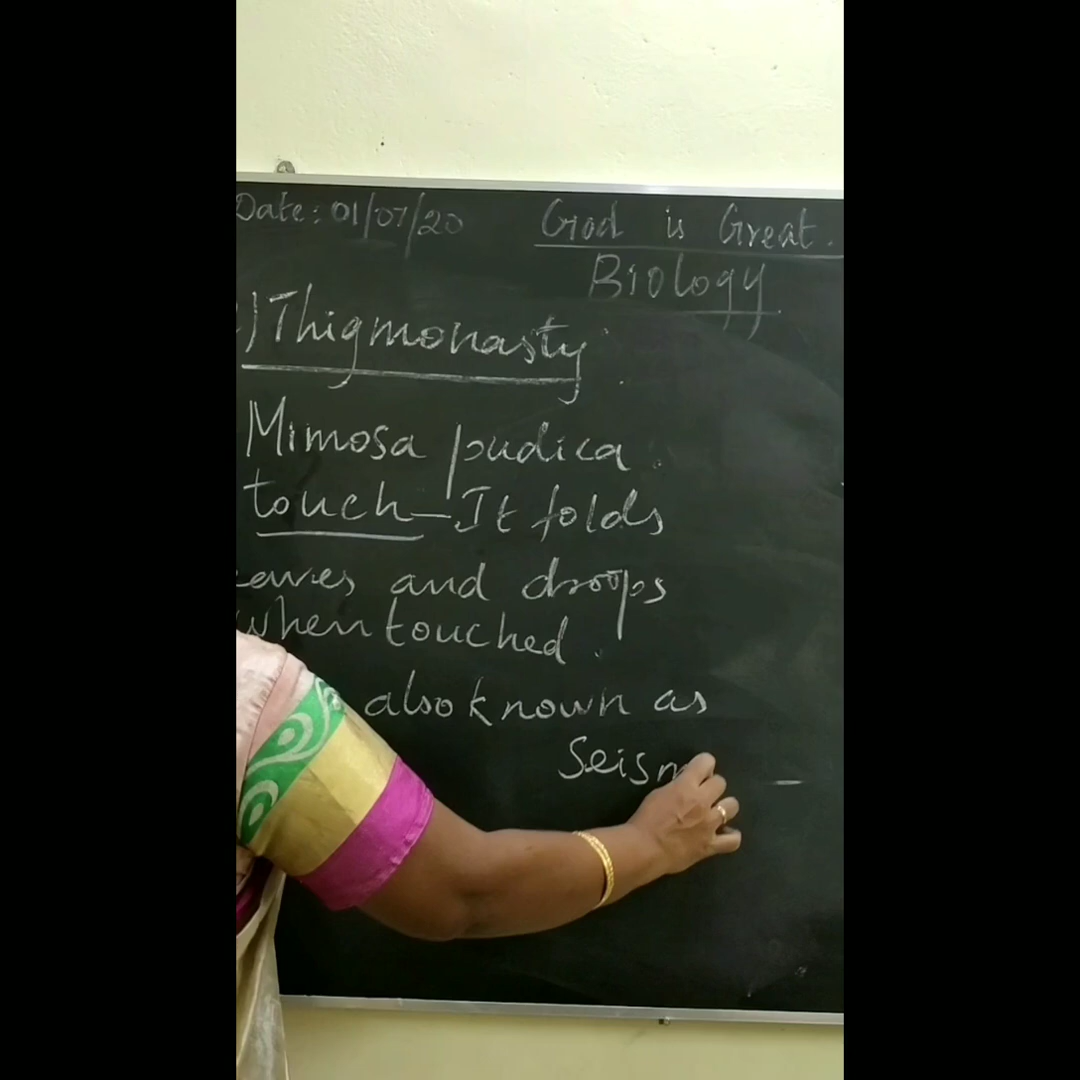 Date: 01/07/20
God is Great.
Biology
) Thigmonasty :
Mimosa pudica
touch - It folds
eaves and droops
when touched.
also known as
Seism